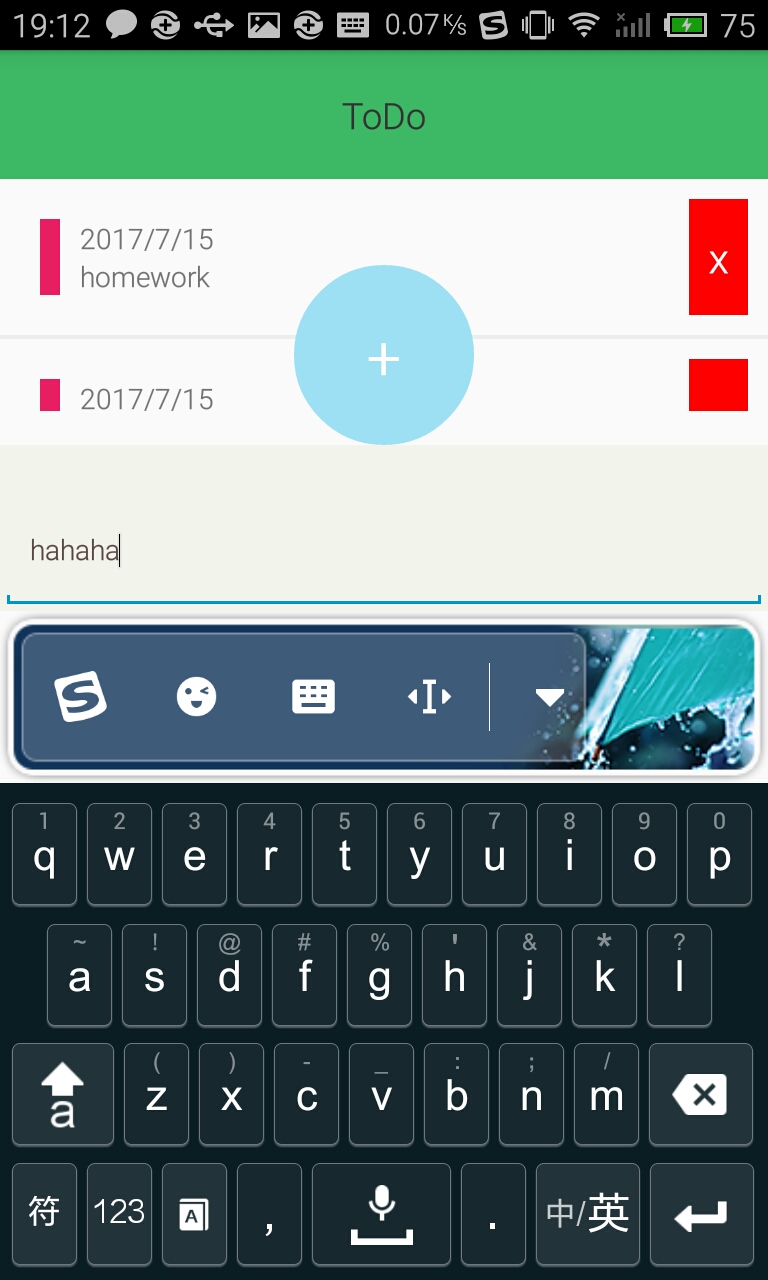 19:12 0.07 K/s 75
ToDo
2017/7/15
homework
X
+
2017/7/15
hahaha
1 2 3 4 5 6 7 8 9 0
q w e r t y u i o p
~ ! @ # % ' & * ?
a s d f g h j k l
( ) - _ : ; /
a z x c v b n m
符 123 A , . 中/英